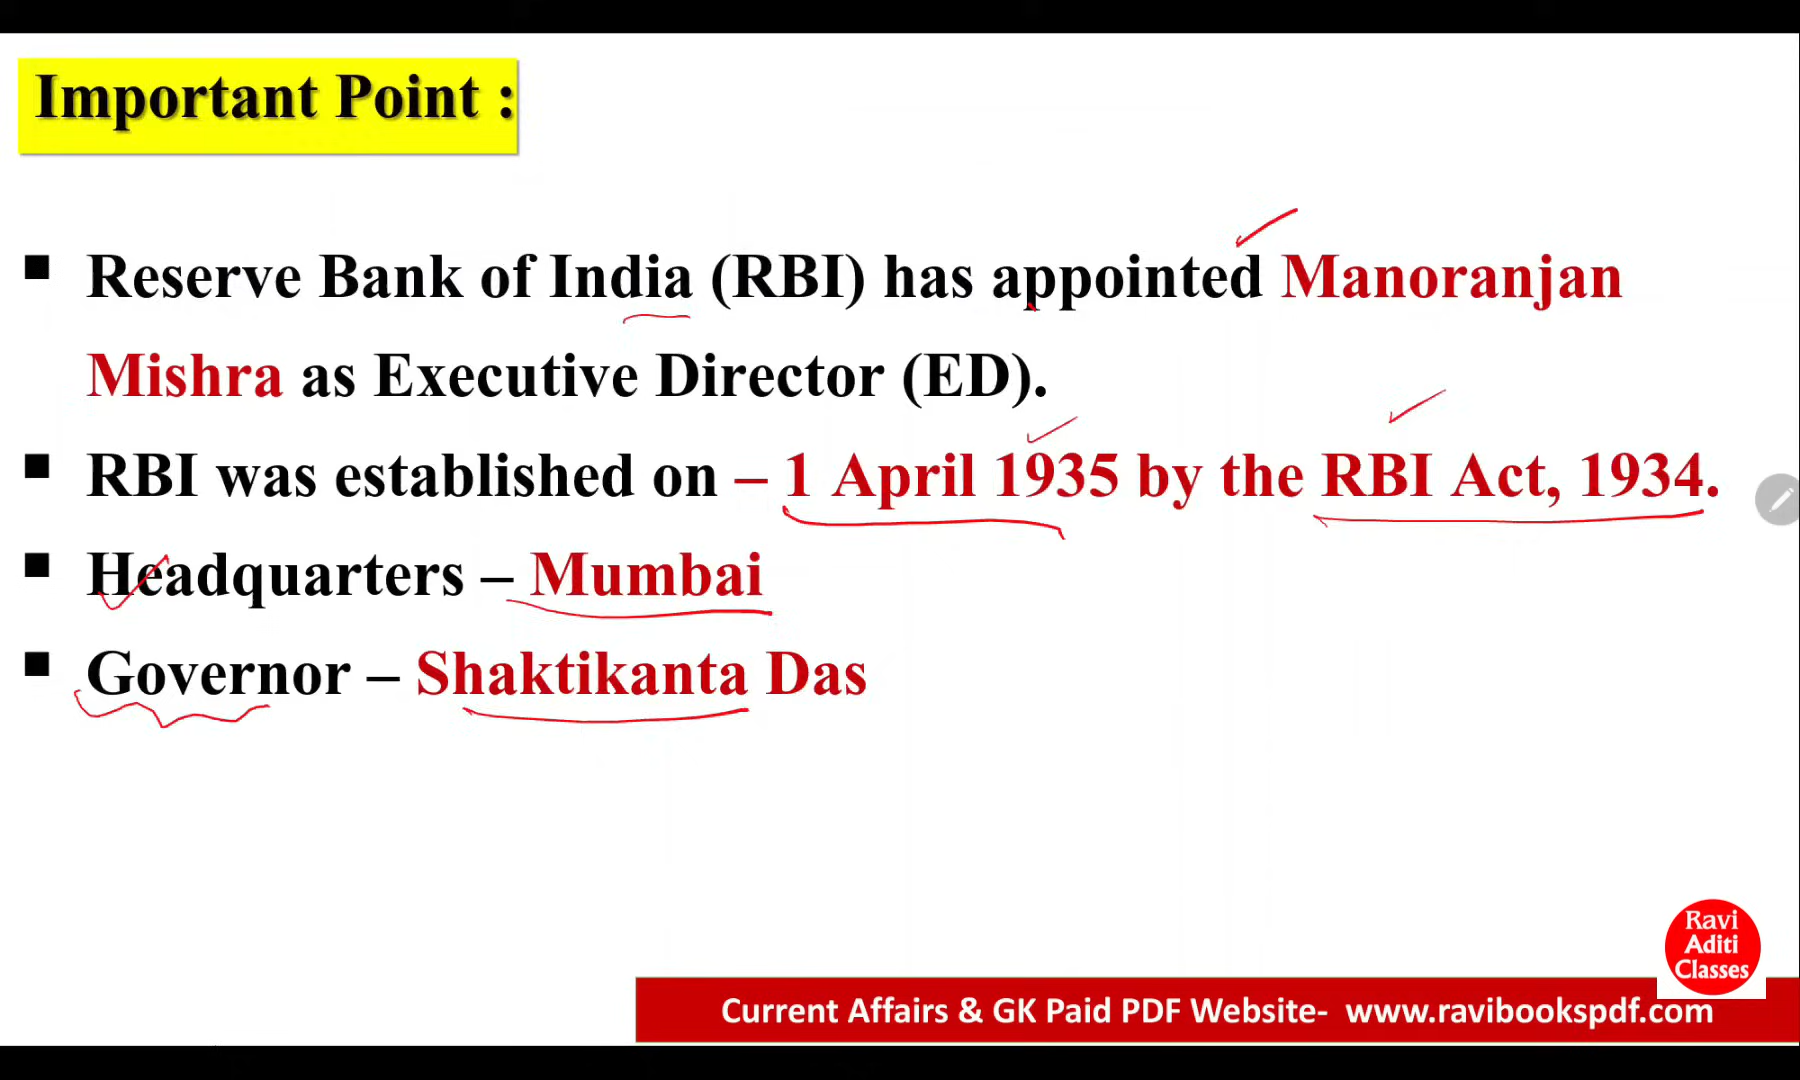 Important Point :
▪ Reserve Bank of India (RBI) has appointed Manoranjan
Mishra as Executive Director (ED).
▪ RBI was established on – 1 April 1935 by the RBI Act, 1934.
▪ Headquarters – Mumbai
▪ Governor – Shaktikanta Das
Ravi
Aditi
Classes
Current Affairs & GK Paid PDF Website- www.ravibookspdf.com